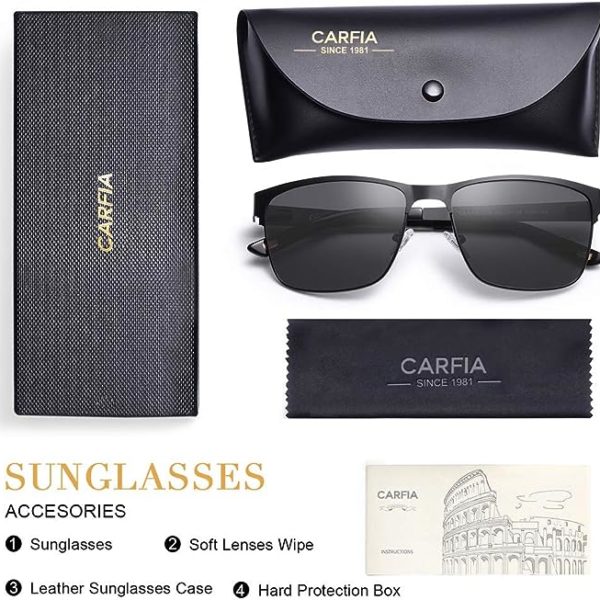 CARFIA
SINCE 1981
CARFIA
CARFIA
SINCE 1981
SUNGLASSES
ACCESORIES
1 Sunglasses
2 Soft Lenses Wipe
3 Leather Sunglasses Case
4 Hard Protection Box
CARFIA
INSTRUCTIONS